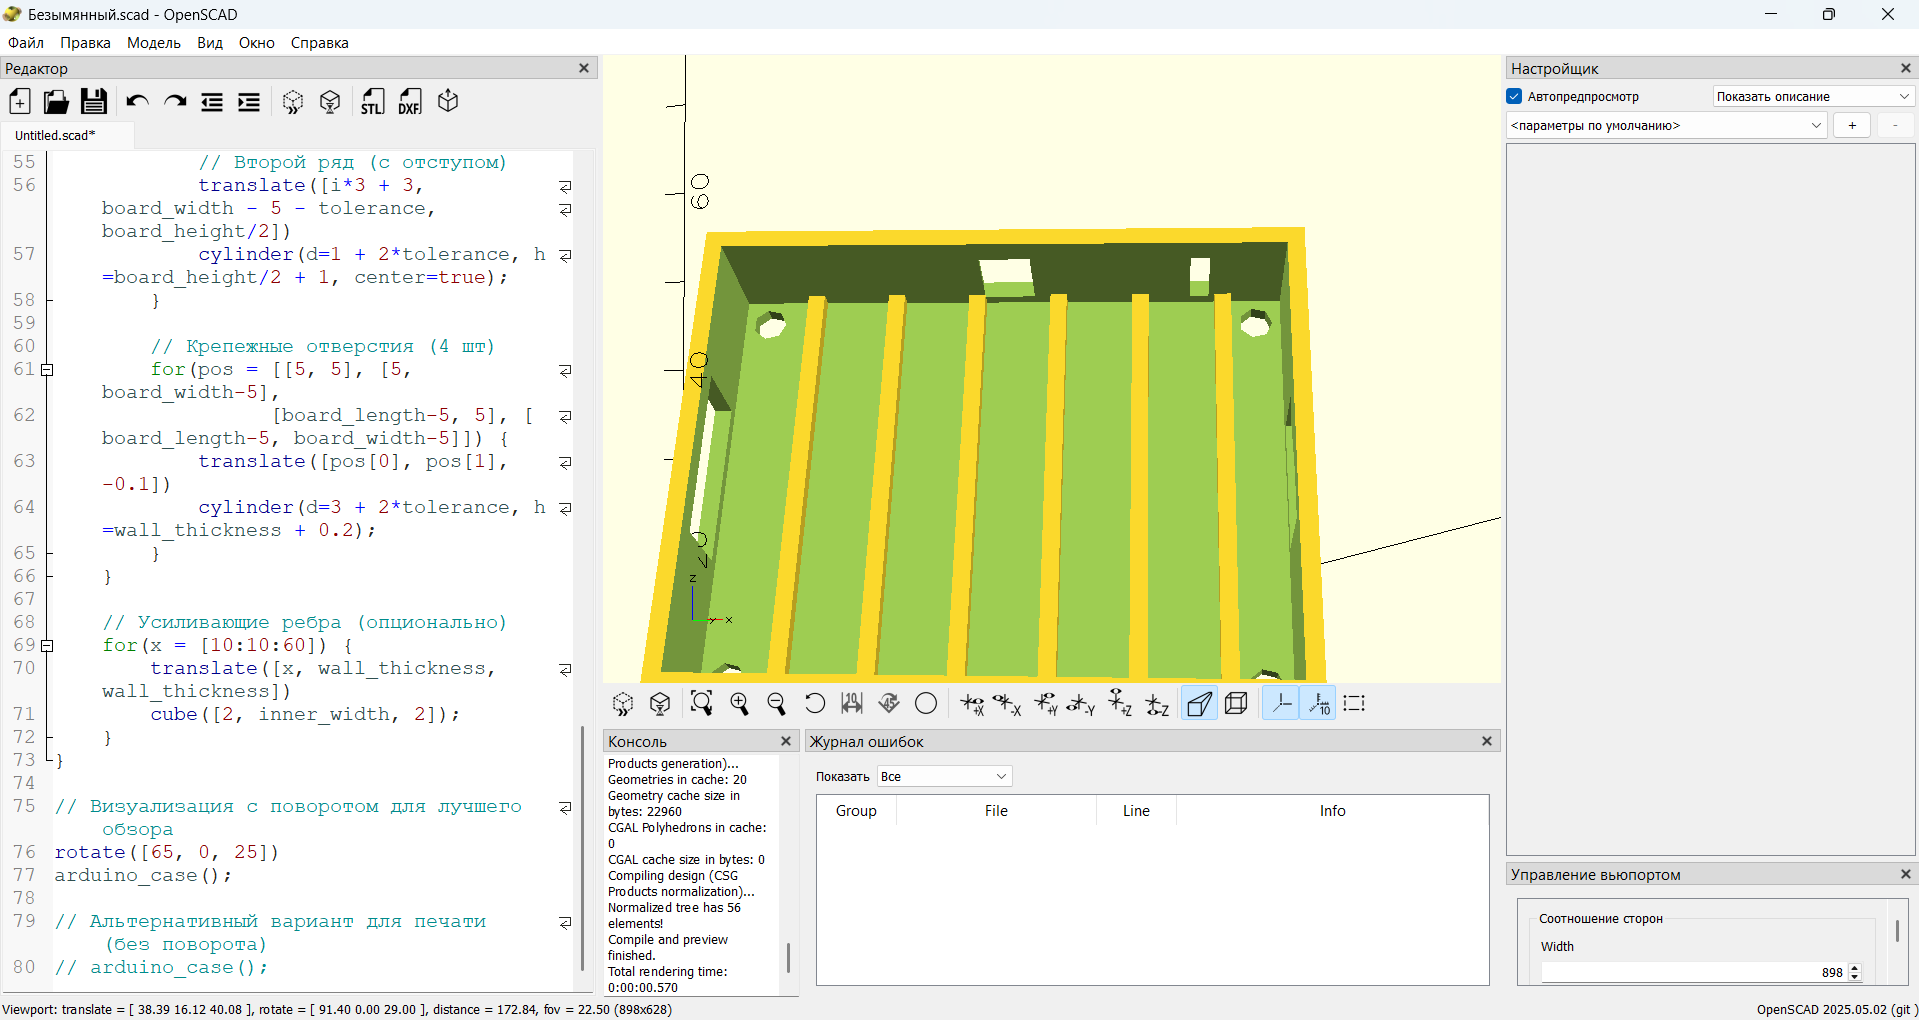 Безымянный.scad - OpenSCAD
Файл Правка Модель Вид Окно Справка
Редактор
STL DXF
Untitled.scad*
55 // Второй ряд (с отступом)
56 translate([i*3 + 3,
board_width - 5 - tolerance,
board_height/2])
57 cylinder(d=1 + 2*tolerance, h
=board_height/2 + 1, center=true);
58 }
59
60 // Крепежные отверстия (4 шт)
61 for(pos = [[5, 5], [5,
board_width-5],
62 [board_length-5, 5], [
board_length-5, board_width-5]]) {
63 translate([pos[0], pos[1],
-0.1])
64 cylinder(d=3 + 2*tolerance, h
=wall_thickness + 0.2);
65 }
66 }
67
68 // Усиливающие ребра (опционально)
69 for(x = [10:10:60]) {
70 translate([x, wall_thickness,
wall_thickness])
71 cube([2, inner_width, 2]);
72 }
73 }
74
75 // Визуализация с поворотом для лучшего
обзора
76 rotate([65, 0, 25])
77 arduino_case();
78
79 // Альтернативный вариант для печати
(без поворота)
80 // arduino_case();
60
40
20
z
y x
10 45 +X -X +Y -Y +Z -Z 10
Консоль
Products generation)...
Geometries in cache: 20
Geometry cache size in
bytes: 22960
CGAL Polyhedrons in cache:
0
CGAL cache size in bytes: 0
Compiling design (CSG
Products normalization)...
Normalized tree has 56
elements!
Compile and preview
finished.
Total rendering time:
0:00:00.570
Журнал ошибок
Показать Все
Group File Line Info
Настройщик
Автопредпросмотр Показать описание
<параметры по умолчанию> + -
Управление вьюпортом
Соотношение сторон
Width
898
Viewport: translate = [ 38.39 16.12 40.08 ], rotate = [ 91.40 0.00 29.00 ], distance = 172.84, fov = 22.50 (898x628)
OpenSCAD 2025.05.02 (git )